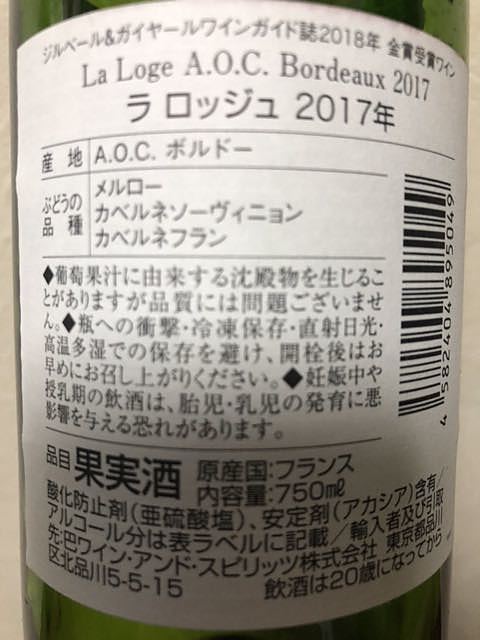 ジルベール&ガイヤールワインガイド誌2018年 金賞受賞ワイン
La Loge A.O.C. Bordeaux 2017
ラ ロッジュ 2017年
産 地 A.O.C. ボルドー
ぶどうの品 種 メルロー
カベルネソーヴィニョン
カベルネフラン
◆葡萄果汁に由来する沈殿物を生じるこ
とがありますが品質には問題ございませ
ん。◆瓶への衝撃・冷凍保存・直射日光・
高温多湿での保存を避け、開栓後はお
早めにお召し上がりください。◆妊娠中や
授乳期の飲酒は、胎児・乳児の発育に悪
影響を与える恐れがあります。
品目 果実酒 原産国:フランス
内容量:750mℓ
酸化防止剤(亜硫酸塩)、安定剤(アカシア)含有/
アルコール分は表ラベルに記載/輸入者及び引取
先:巴ワイン・アンド・スピリッツ株式会社 東京都品川
区北品川5-5-15 飲酒は20歳になってから
4 582404 895049